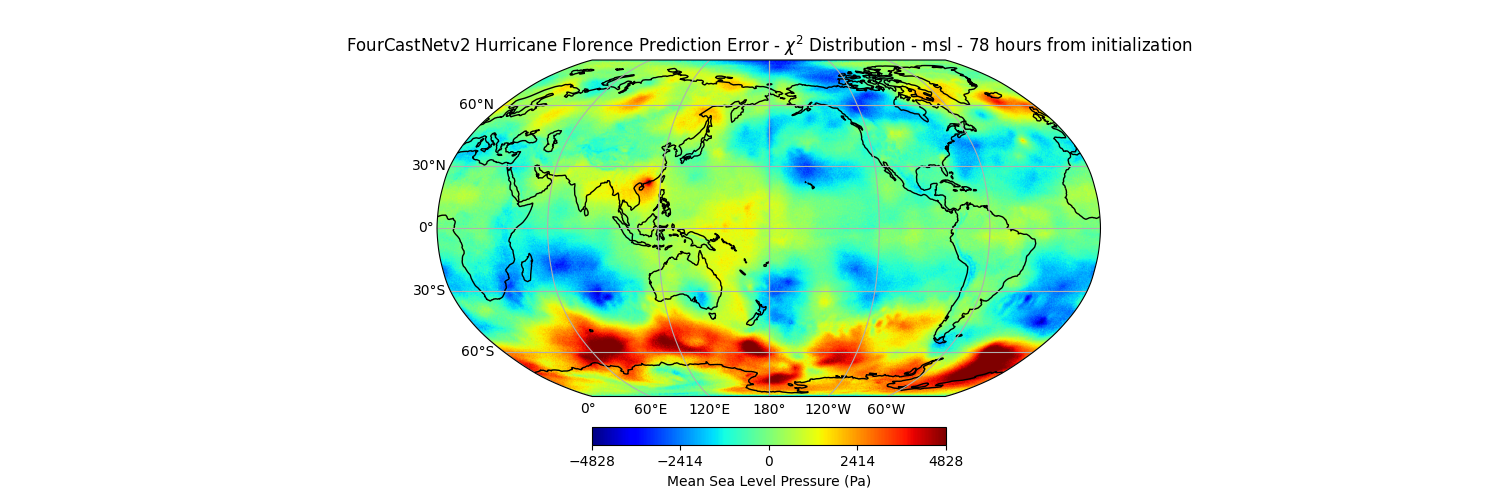 FourCastNetv2 Hurricane Florence Prediction Error - χ² Distribution - msl - 78 hours from initialization
60°N
30°N
0°
30°S
60°S
0° 60°E 120°E 180° 120°W 60°W
−4828 −2414 0 2414 4828
Mean Sea Level Pressure (Pa)